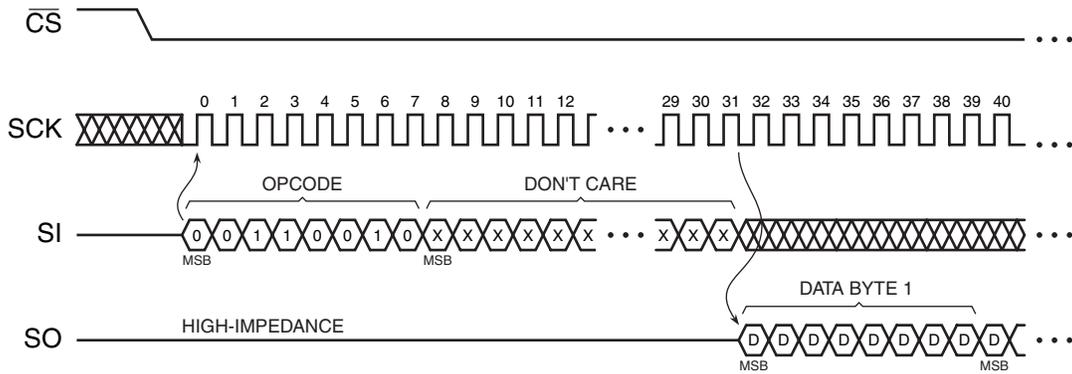 CS
SCK
0 1 2 3 4 5 6 7 8 9 10 11 12 29 30 31 32 33 34 35 36 37 38 39 40
OPCODE DON'T CARE
SI
0 0 1 1 0 0 1 0 X X X X X X X X X
MSB MSB
DATA BYTE 1
SO
HIGH-IMPEDANCE
D D D D D D D D D
MSB MSB